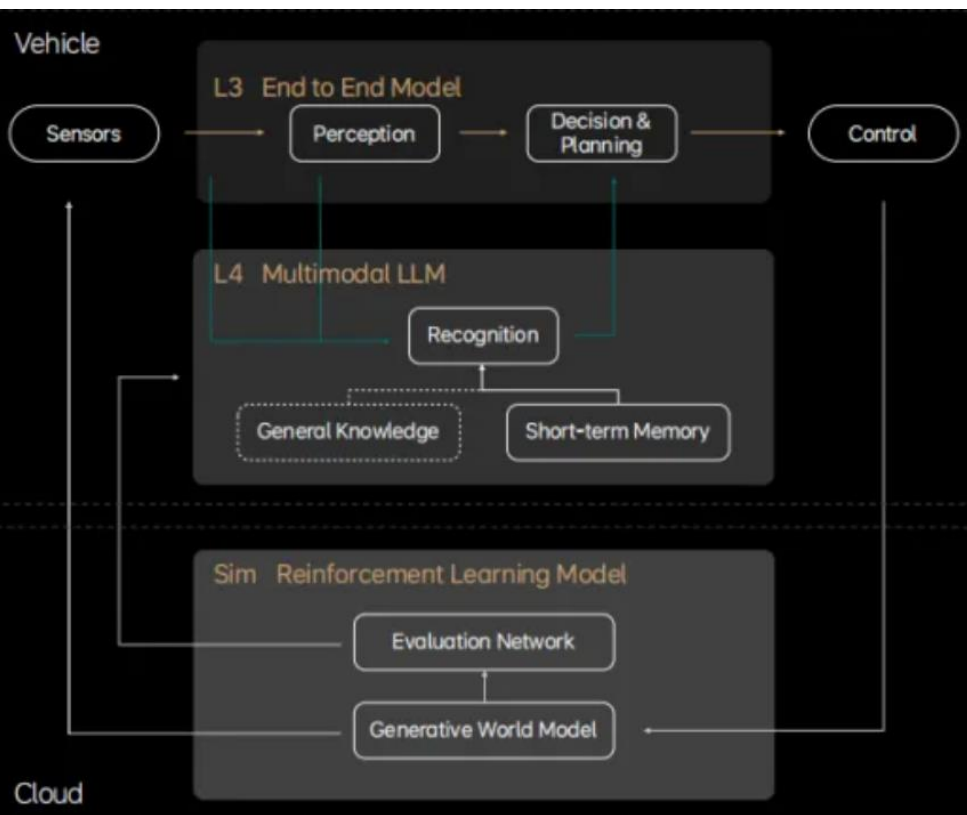 Vehicle
L3 End to End Model
Sensors
Perception
Decision &
Planning
Control
L4 Multimodal LLM
Recognition
General Knowledge
Short-term Memory
Sim Reinforcement Learning Model
Evaluation Network
Generative World Model
Cloud